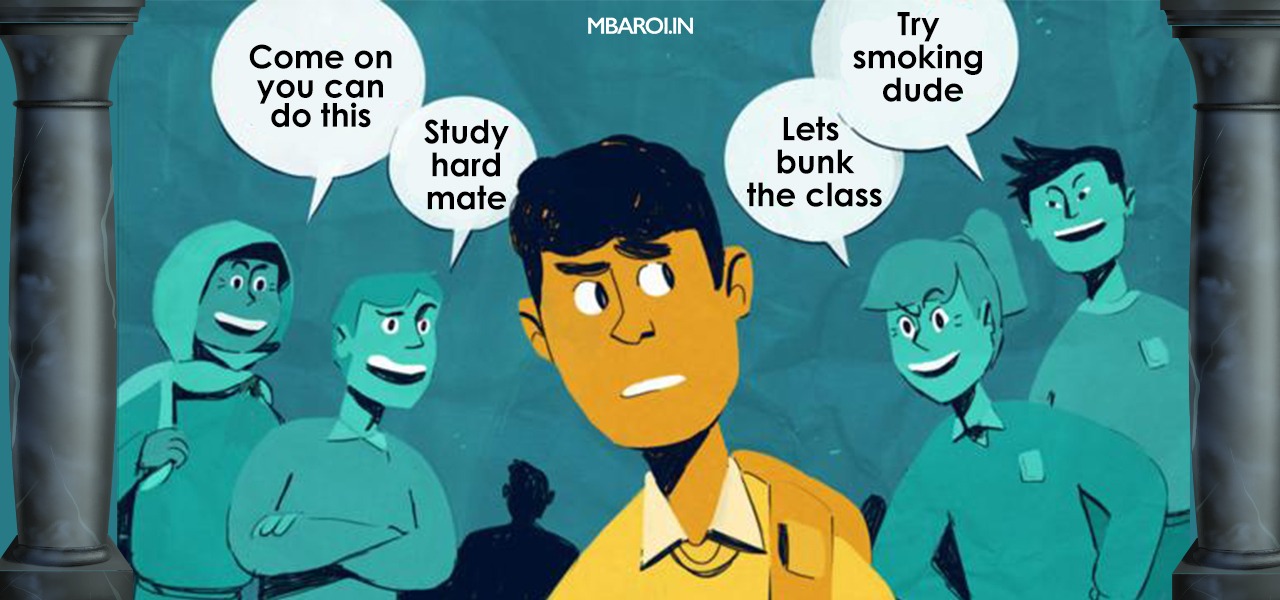 MBAROI.IN
Come on
you can
do this
Study
hard
mate
Lets
bunk
the class
Try
smoking
dude